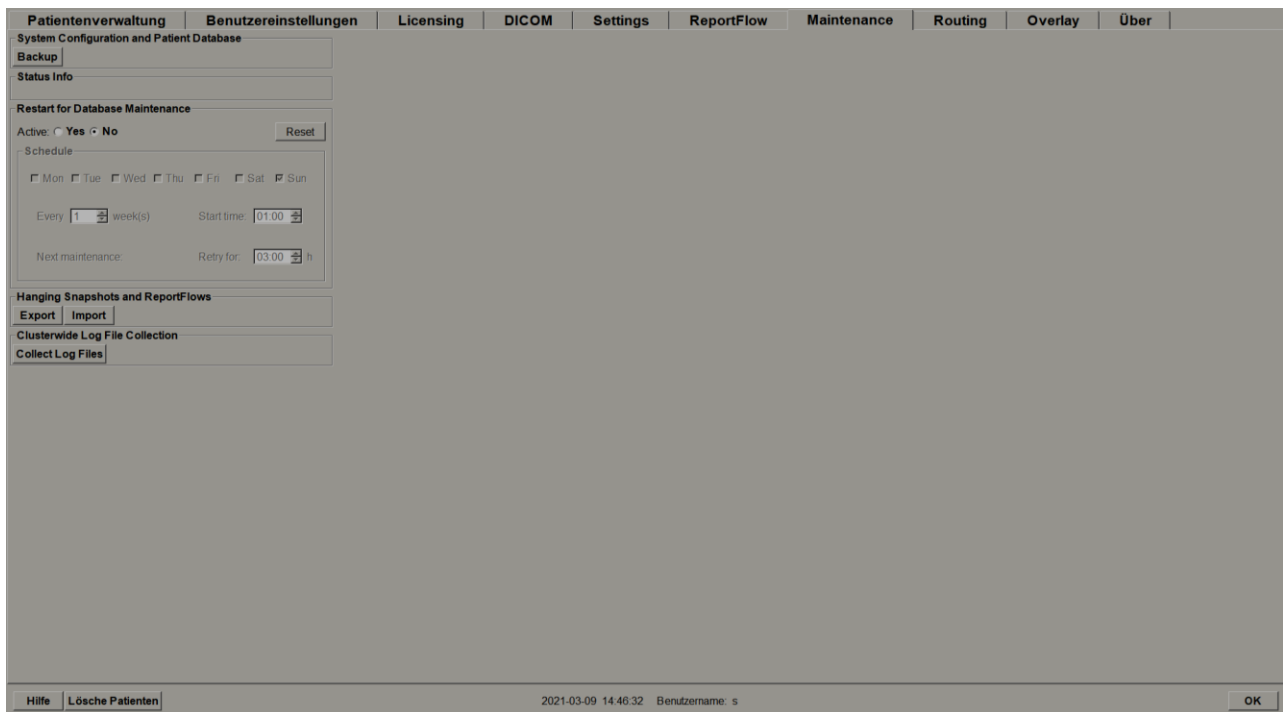 Patientenverwaltung Benutzereinstellungen Licensing DICOM Settings ReportFlow Maintenance Routing Overlay Über
System Configuration and Patient Database
Backup
Status Info
Restart for Database Maintenance
Active: Yes No Reset
Schedule
Mon Tue Wed Thu Fri Sat Sun
Every 1 week(s) Start time: 01:00
Next maintenance: Retry for: 03:00 h
Hanging Snapshots and ReportFlows
Export Import
Clusterwide Log File Collection
Collect Log Files
Hilfe Lösche Patienten 2021-03-09 14:46:32 Benutzername: s OK